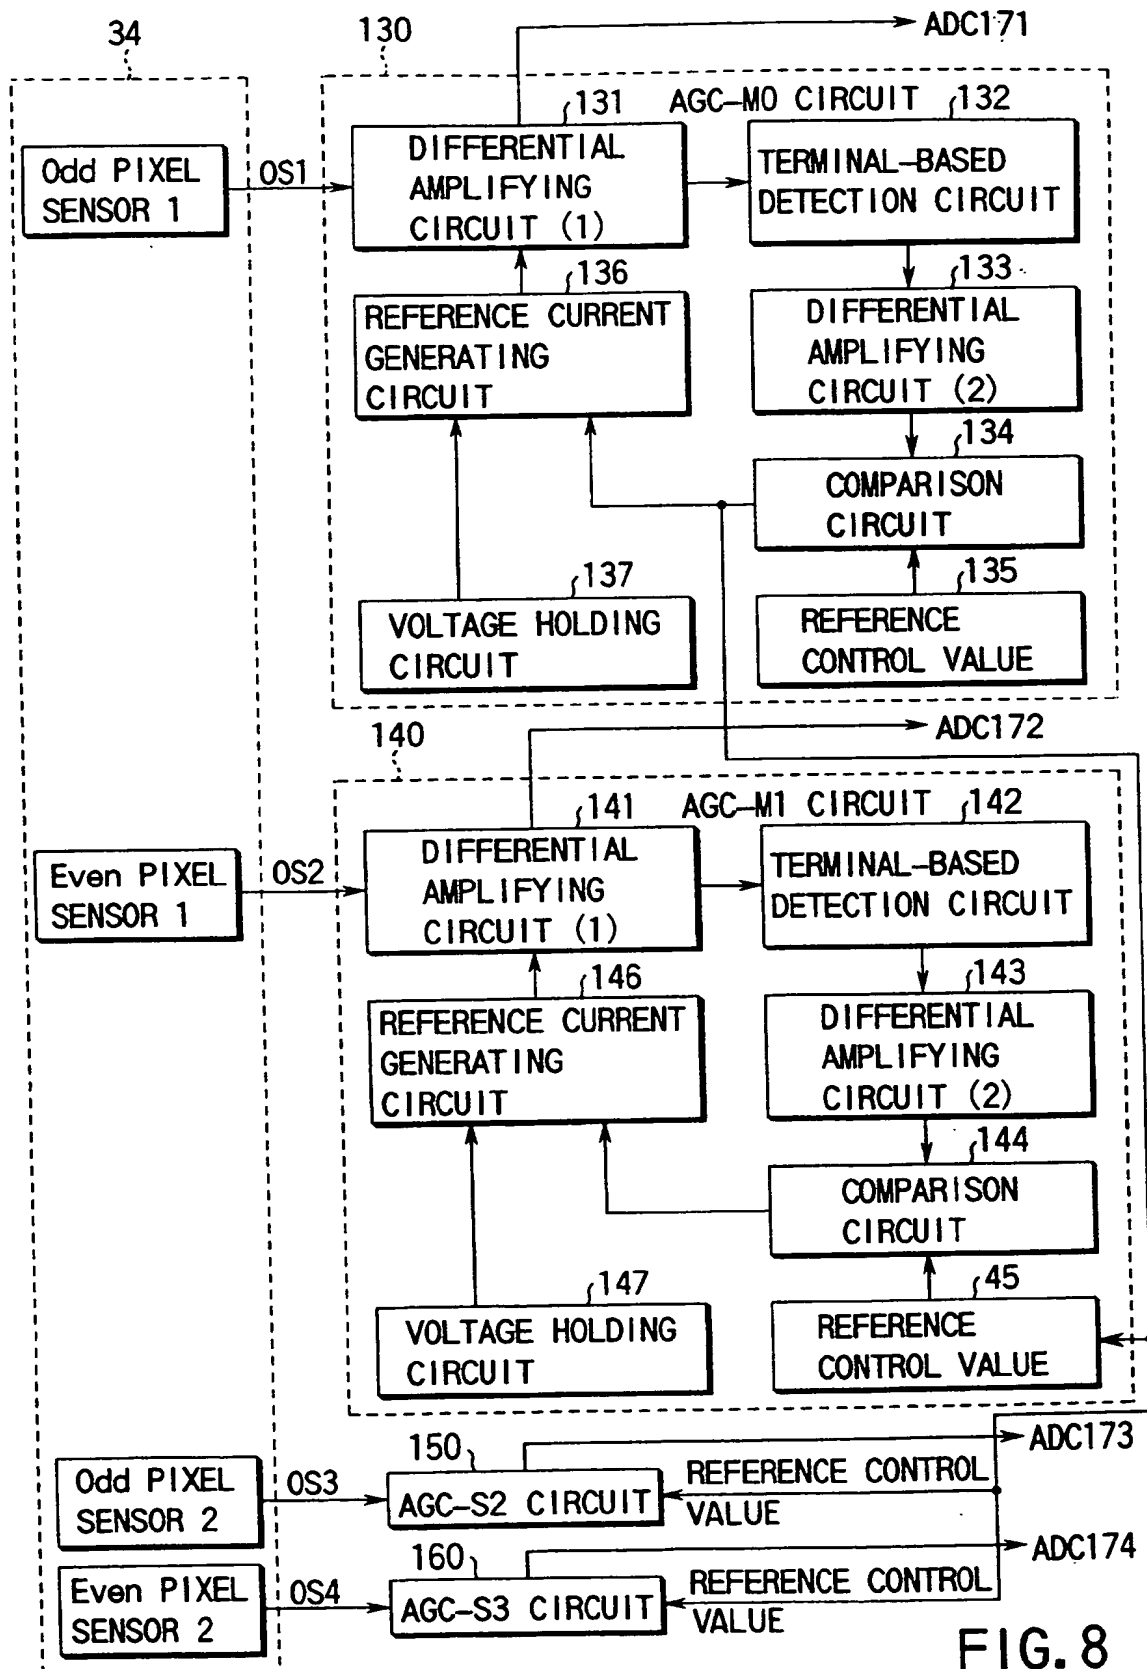 34
130
ADC171
131
AGC-M0 CIRCUIT
132
Odd PIXEL
SENSOR 1
OS1
DIFFERENTIAL
AMPLIFYING
CIRCUIT (1)
TERMINAL-BASED
DETECTION CIRCUIT
136
133
REFERENCE CURRENT
GENERATING
CIRCUIT
DIFFERENTIAL
AMPLIFYING
CIRCUIT (2)
134
COMPARISON
CIRCUIT
137
135
VOLTAGE HOLDING
CIRCUIT
REFERENCE
CONTROL VALUE
140
ADC172
141
AGC-M1 CIRCUIT
142
Even PIXEL
SENSOR 1
OS2
DIFFERENTIAL
AMPLIFYING
CIRCUIT (1)
TERMINAL-BASED
DETECTION CIRCUIT
146
143
REFERENCE CURRENT
GENERATING
CIRCUIT
DIFFERENTIAL
AMPLIFYING
CIRCUIT (2)
144
COMPARISON
CIRCUIT
147
45
VOLTAGE HOLDING
CIRCUIT
REFERENCE
CONTROL VALUE
150
ADC173
Odd PIXEL
SENSOR 2
OS3
AGC-S2 CIRCUIT
REFERENCE CONTROL
VALUE
160
ADC174
Even PIXEL
SENSOR 2
OS4
AGC-S3 CIRCUIT
REFERENCE CONTROL
VALUE
FIG. 8